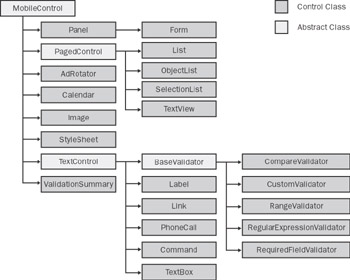 MobileControl
Control Class
Abstract Class
Panel
Form
PagedControl
List
AdRotator
ObjectList
Calendar
SelectionList
Image
TextView
StyleSheet
TextControl
BaseValidator
CompareValidator
ValidationSummary
Label
CustomValicator
Link
RangeValidator
PhoneCall
RegularExpressionValidator
Command
RequiredFieldValidator
TextBox